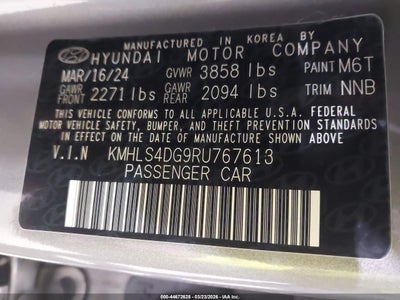 MANUFACTURED IN KOREA BY
HYUNDAI MOTOR COMPANY
MAR/16/24 GVWR 3858 lbs PAINT M6T
GAWR FRONT 2271 lbs GAWR REAR 2094 lbs TRIM NNB
THIS VEHICLE CONFORMS TO ALL APPLICABLE U.S.A. FEDERAL
MOTOR VEHICLE SAFETY, BUMPER, AND THEFT PREVENTION STANDARDS
IN EFFECT ON THE DATE OF MANUFACTURE SHOWN ABOVE.
V.I.N KMHLS4DG9RU767613
PASSENGER CAR
000-44672628 - 03/23/2026 - IAA Inc.